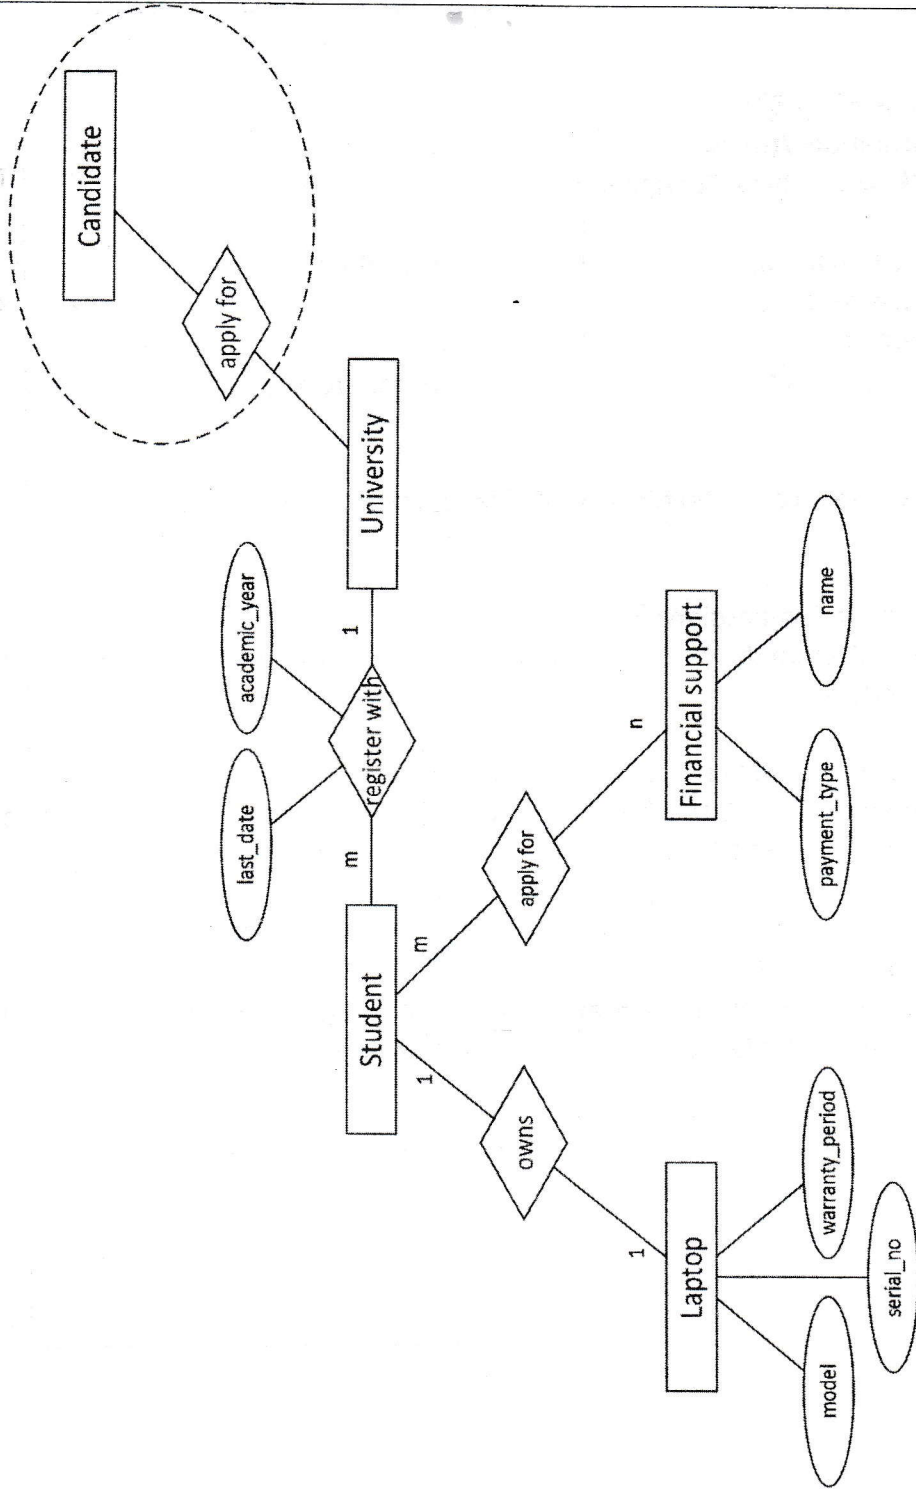 Candidate
apply for
last_date
academic_year
m
register with
1
Student
University
1
m
owns
apply for
1
n
Laptop
Financial support
model
warranty_period
payment_type
name
serial_no